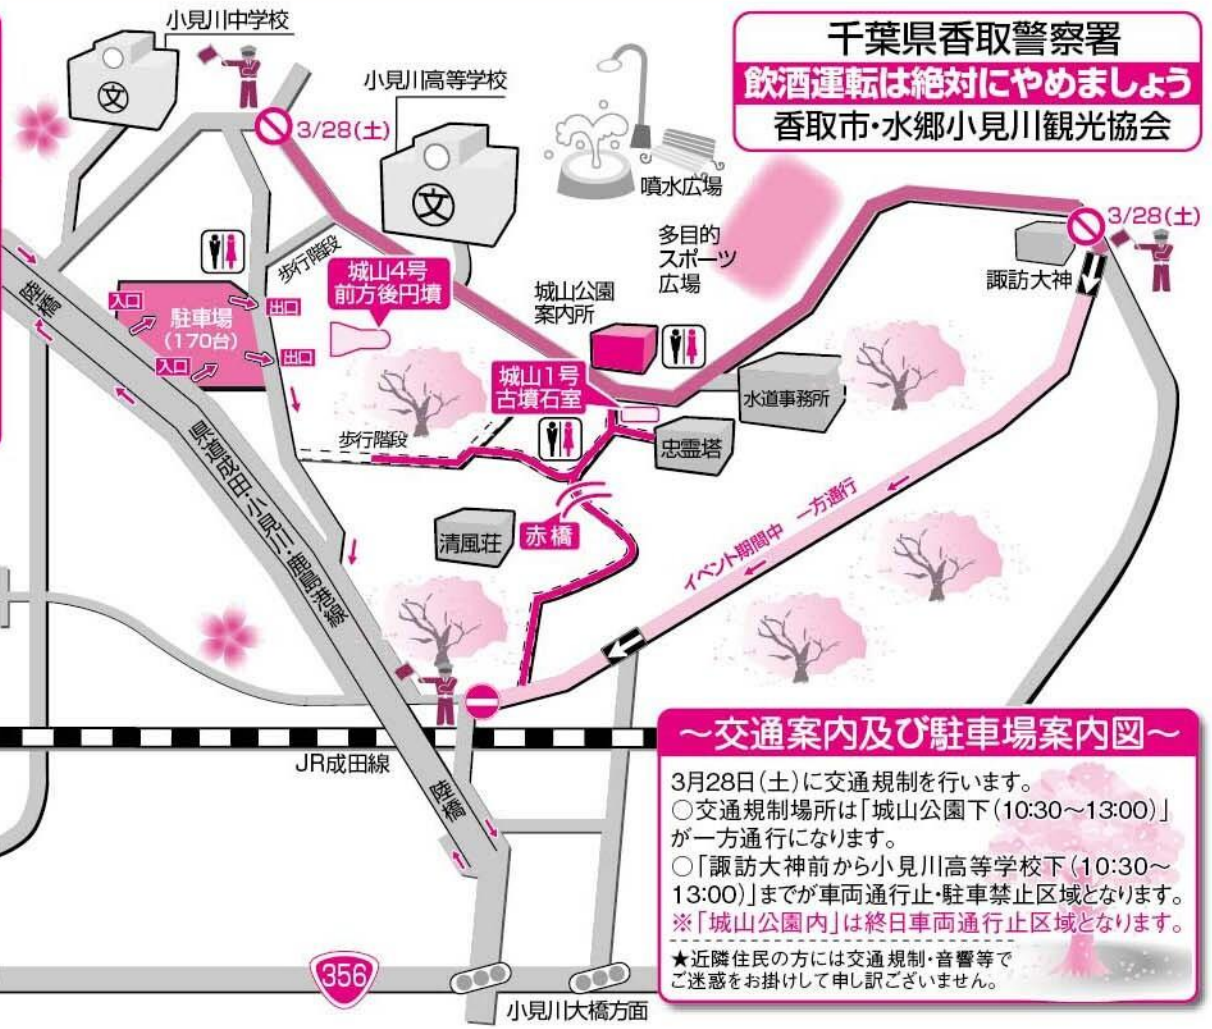 小見川中学校
文
3/28(土)
小見川高等学校
文
噴水広場
千葉県香取警察署
飲酒運転は絶対にやめましょう
香取市・水郷小見川観光協会
3/28(土)
諏訪大神
多目的
スポーツ
広場
歩行階段
城山4号
前方後円墳
城山公園
案内所
陸橋
入口
駐車場
(170台)
入口
出口
出口
城山1号
古墳石室
水道事務所
歩行階段
忠霊塔
県道成田・小見川・鹿島港線
清風荘
赤橋
イベント期間中 一方通行
JR成田線
陸橋
356
小見川大橋方面
～交通案内及び駐車場案内図～
3月28日(土)に交通規制を行います。
○交通規制場所は「城山公園下(10:30～13:00)」
が一方通行になります。
○「諏訪大神前から小見川高等学校下(10:30～
13:00)」までが車両通行止・駐車禁止区域となります。
※「城山公園内」は終日車両通行止区域となります。
★近隣住民の方には交通規制・音響等で
ご迷惑をお掛けして申し訳ございません。